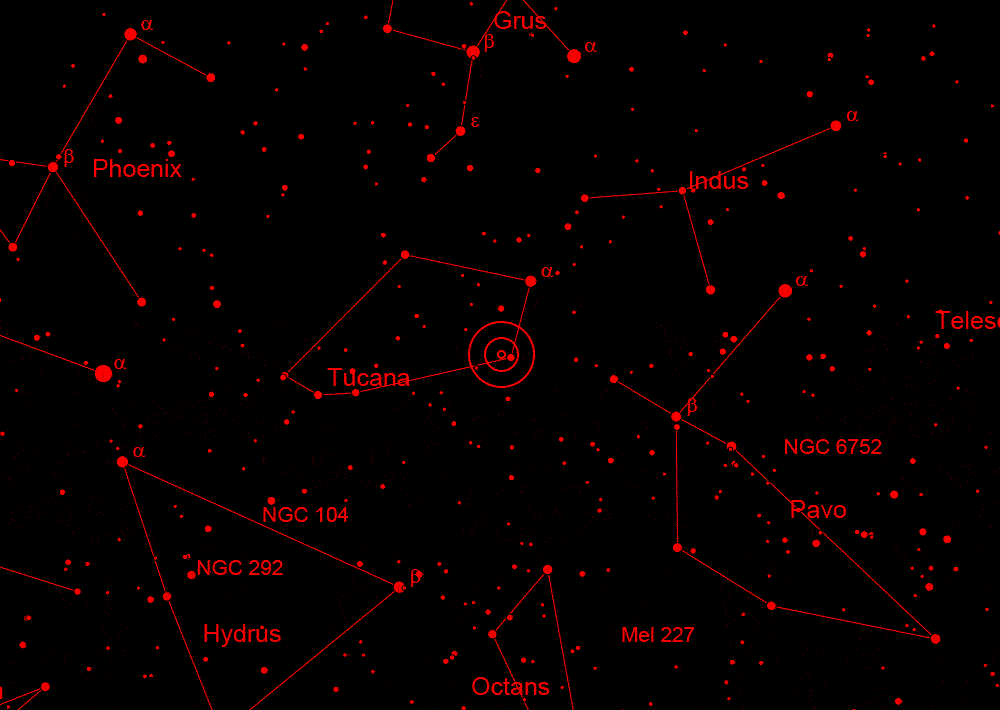 Grus
α
β
α
ε
α
β
Phoenix
Indus
α
α
Telesc
α
Tucana
β
α
NGC 6752
NGC 104
Pavo
NGC 292
β
Hydrus
Mel 227
Octans